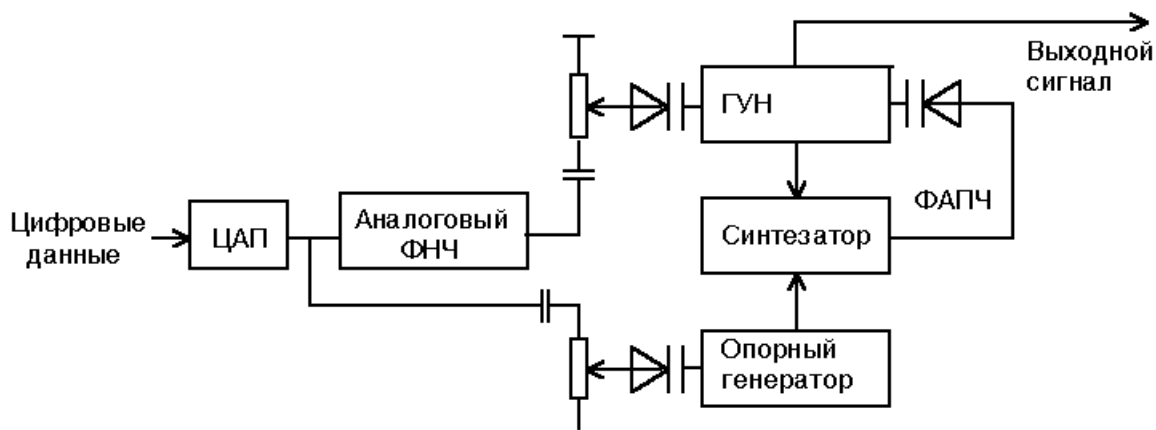 Выходной
сигнал
ГУН
ФАПЧ
Цифровые
данные
ЦАП
Аналоговый
ФНЧ
Синтезатор
Опорный
генератор